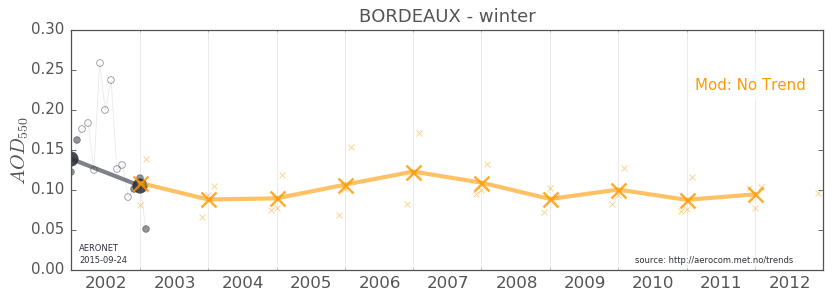 BORDEAUX - winter
0.30
0.25
0.20
0.15
0.10
0.05
0.00
AOD550
Mod: No Trend
AERONET
2015-09-24
source: http://aerocom.met.no/trends
2002 2003 2004 2005 2006 2007 2008 2009 2010 2011 2012